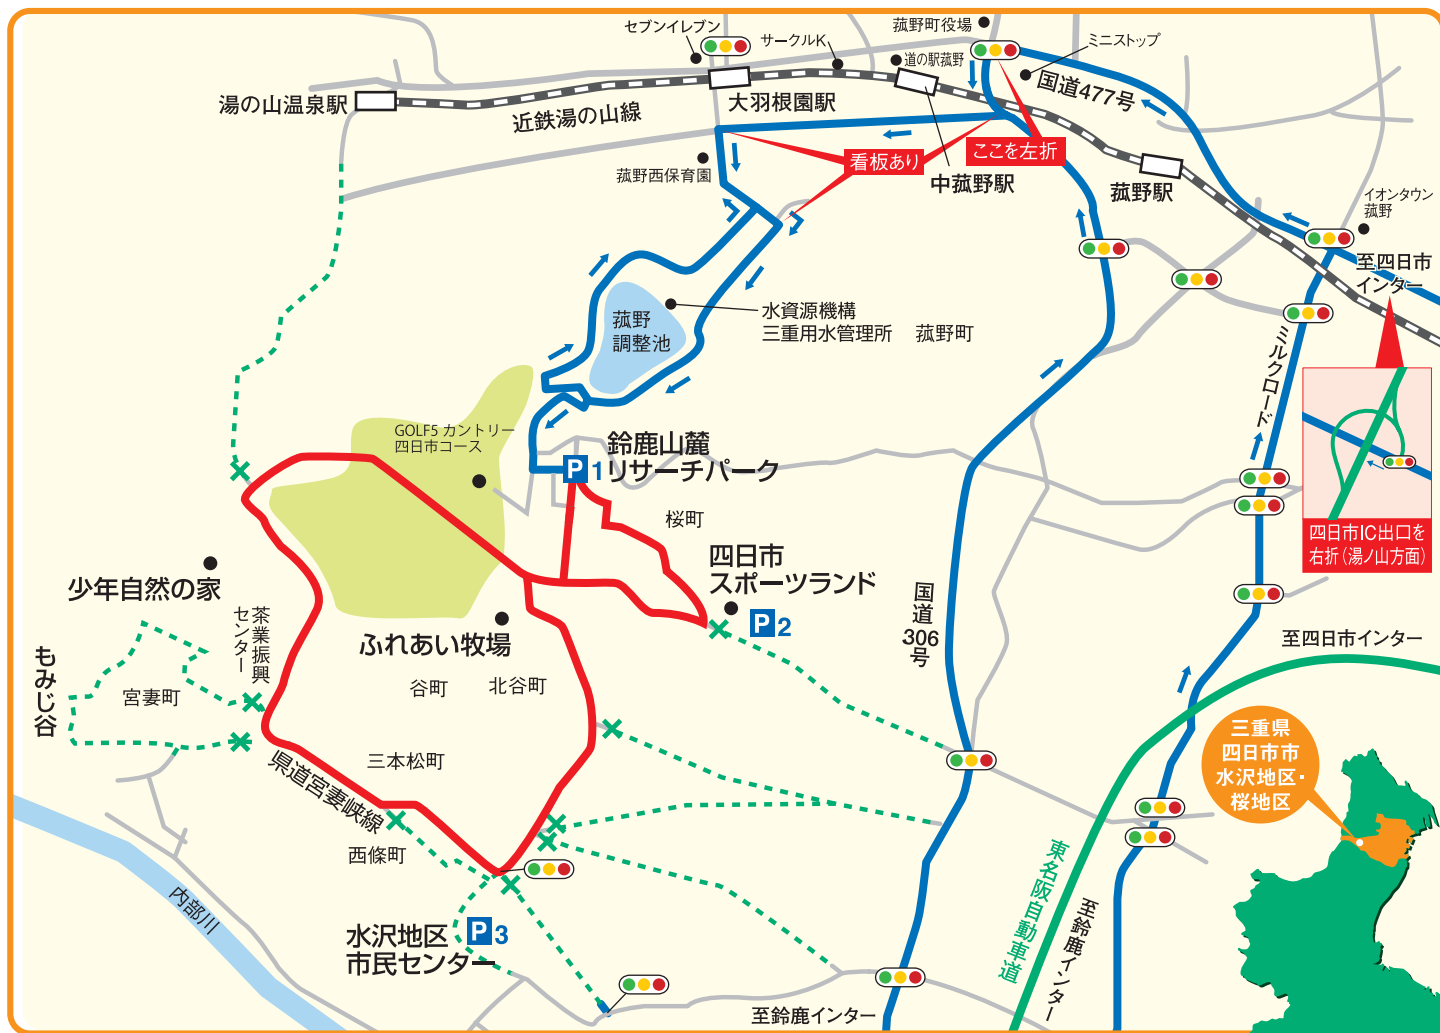 セブンイレブン
サークルK
菰野町役場
道の駅菰野
ミニストップ
国道477号
湯の山温泉駅
近鉄湯の山線
大羽根園駅
看板あり
ここを左折
中菰野駅
菰野駅
菰野西保育園
イオンタウン
菰野
至四日市
インター
菰野
調整池
水資源機構
三重用水管理所
菰野町
ミルクロード
GOLF5 カントリー
四日市コース
P1
鈴鹿山麓
リサーチパーク
桜町
四日市IC出口を
右折（湯ノ山方面）
四日市
スポーツランド
P2
少年自然の家
茶業振興
センター
ふれあい牧場
国道306号
至四日市インター
もみじ谷
宮妻町
谷町
北谷町
三本松町
県道宮妻峡線
西條町
三重県
四日市市
水沢地区・
桜地区
内部川
水沢地区
市民センター
P3
東名阪自動車道
至鈴鹿インター
至鈴鹿インター